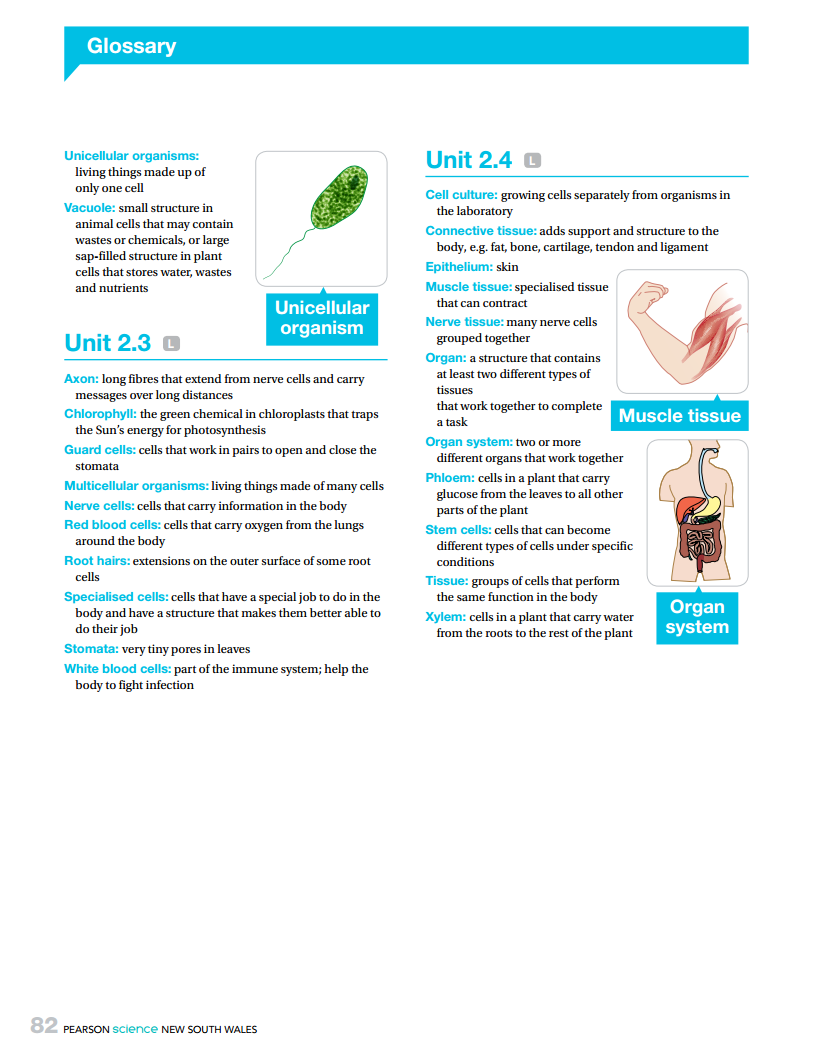 Glossary
Unicellular organisms:
living things made up of
only one cell
Vacuole: small structure in
animal cells that may contain
wastes or chemicals, or large
sap-filled structure in plant
cells that stores water, wastes
and nutrients
Unicellular
organism
Unit 2.3 L
Axon: long fibres that extend from nerve cells and carry
messages over long distances
Chlorophyll: the green chemical in chloroplasts that traps
the Sun's energy for photosynthesis
Guard cells: cells that work in pairs to open and close the
stomata
Multicellular organisms: living things made of many cells
Nerve cells: cells that carry information in the body
Red blood cells: cells that carry oxygen from the lungs
around the body
Root hairs: extensions on the outer surface of some root
cells
Specialised cells: cells that have a special job to do in the
body and have a structure that makes them better able to
do their job
Stomata: very tiny pores in leaves
White blood cells: part of the immune system; help the
body to fight infection
Unit 2.4 L
Cell culture: growing cells separately from organisms in
the laboratory
Connective tissue: adds support and structure to the
body, e.g. fat, bone, cartilage, tendon and ligament
Epithelium: skin
Muscle tissue: specialised tissue
that can contract
Nerve tissue: many nerve cells
grouped together
Organ: a structure that contains
at least two different types of
tissues
that work together to complete
a task
Muscle tissue
Organ system: two or more
different organs that work together
Phloem: cells in a plant that carry
glucose from the leaves to all other
parts of the plant
Stem cells: cells that can become
different types of cells under specific
conditions
Tissue: groups of cells that perform
the same function in the body
Xylem: cells in a plant that carry water
from the roots to the rest of the plant
Organ
system
82 PEARSON science NEW SOUTH WALES